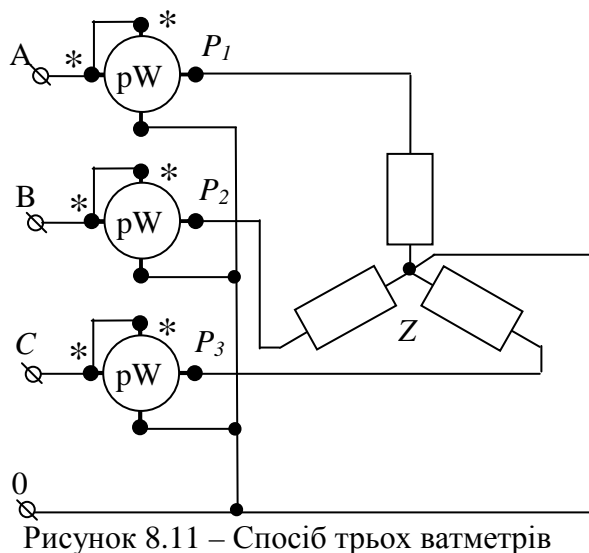 A * * pW P₁
B * * pW P₂
C * * pW P₃
Z
0
Рисунок 8.11 – Спосіб трьох ватметрів